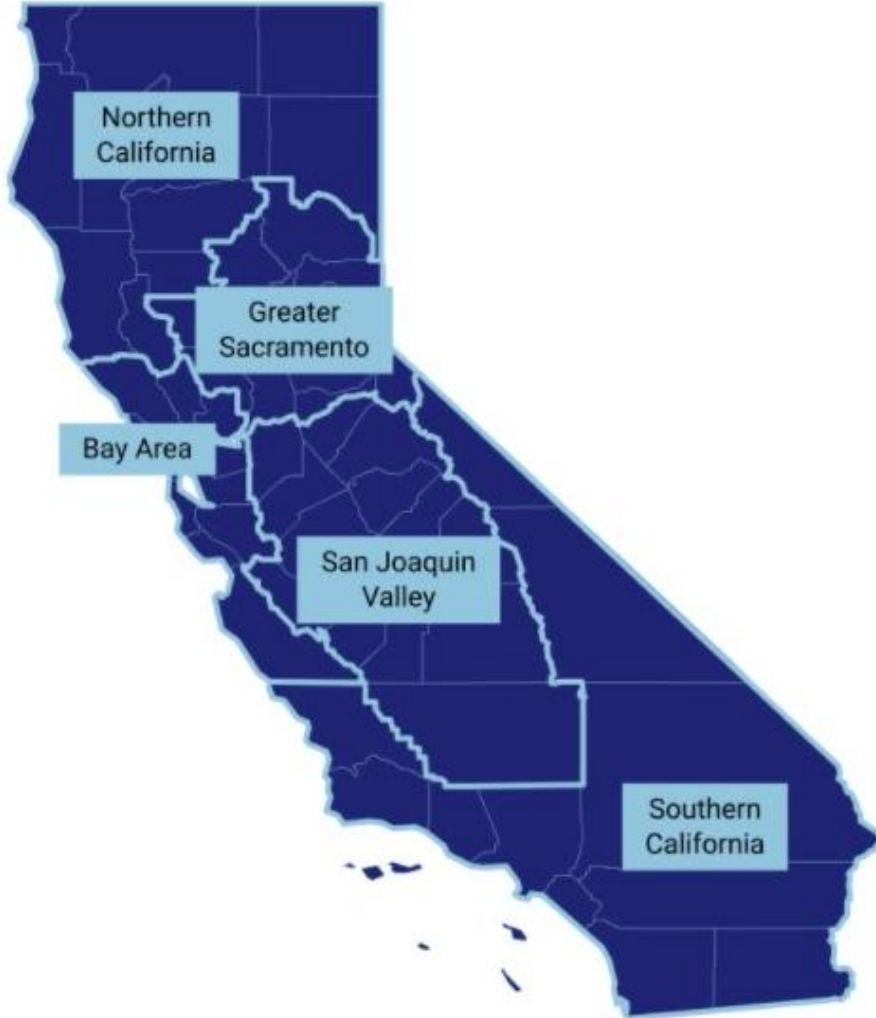 Northern
California
Greater
Sacramento
Bay Area
San Joaquin
Valley
Southern
California